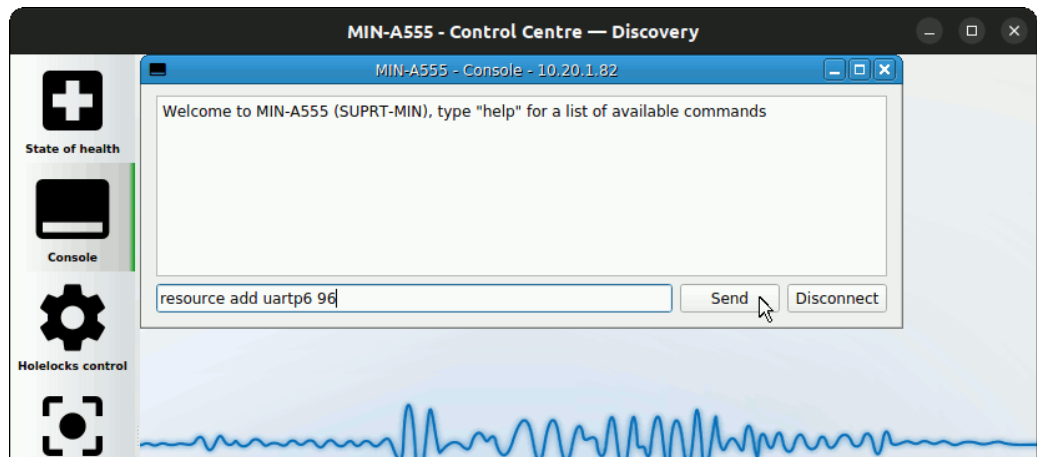 MIN-A555 - Control Centre — Discovery
MIN-A555 - Console - 10.20.1.82
State of health
Welcome to MIN-A555 (SUPRT-MIN), type "help" for a list of available commands
Console
resource add uartp6 96
Send
Disconnect
Holelocks control